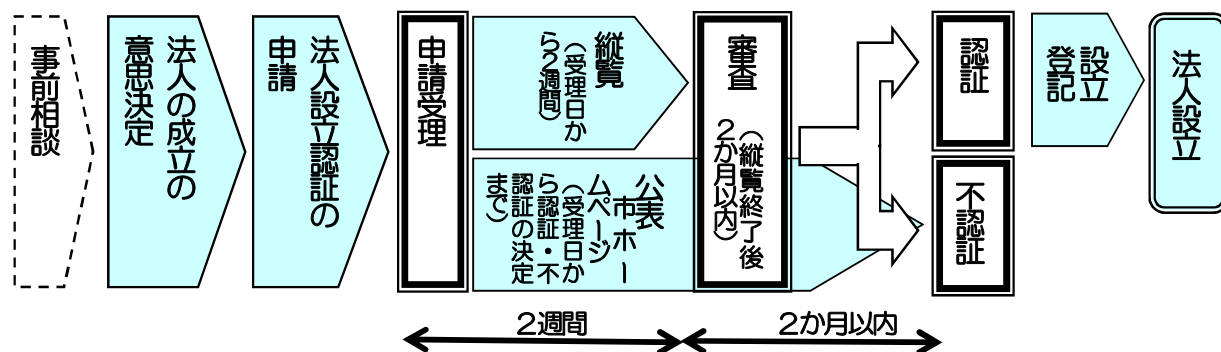 事前相談
法人の成立の
意思決定
法人設立認証の
申請
申請受理
縦覧
（受理日か
ら２週間）
公表
市ホー
ムページ
（受理日か
ら認証・不
認証の決定
まで）
審査
（縦覧終了後
２か月以内）
認証
不認証
設立
登記
法人設立
２週間
２か月以内